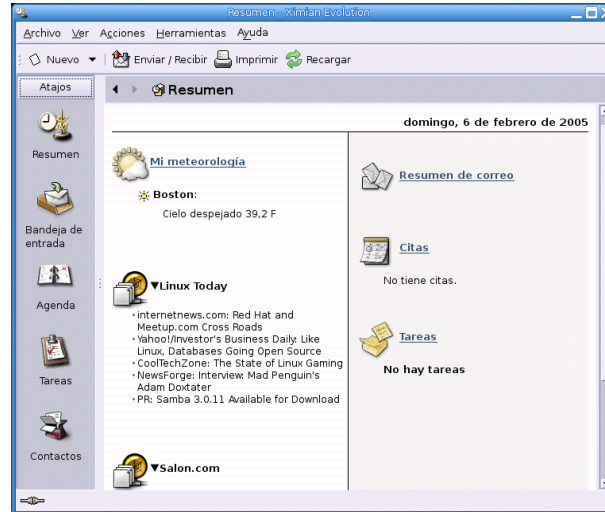 Resumen - Ximian Evolution
Archivo Ver Acciones Herramientas Ayuda
Nuevo Enviar / Recibir Imprimir Recargar
Atajos
Resumen
Bandeja de
entrada
Agenda
Tareas
Contactos
Resumen
domingo, 6 de febrero de 2005
Mi meteorología
Boston:
Cielo despejado 39,2 F
Linux Today
internetnews.com: Red Hat and
Meetup.com Cross Roads
Yahoo!/Investor's Business Daily: Like
Linux, Databases Going Open Source
CoolTechZone: The State of Linux Gaming
NewsForge: Interview: Mad Penguin's
Adam Doxtater
PR: Samba 3.0.11 Available for Download
Salon.com
Resumen de correo
Citas
No tiene citas.
Tareas
No hay tareas